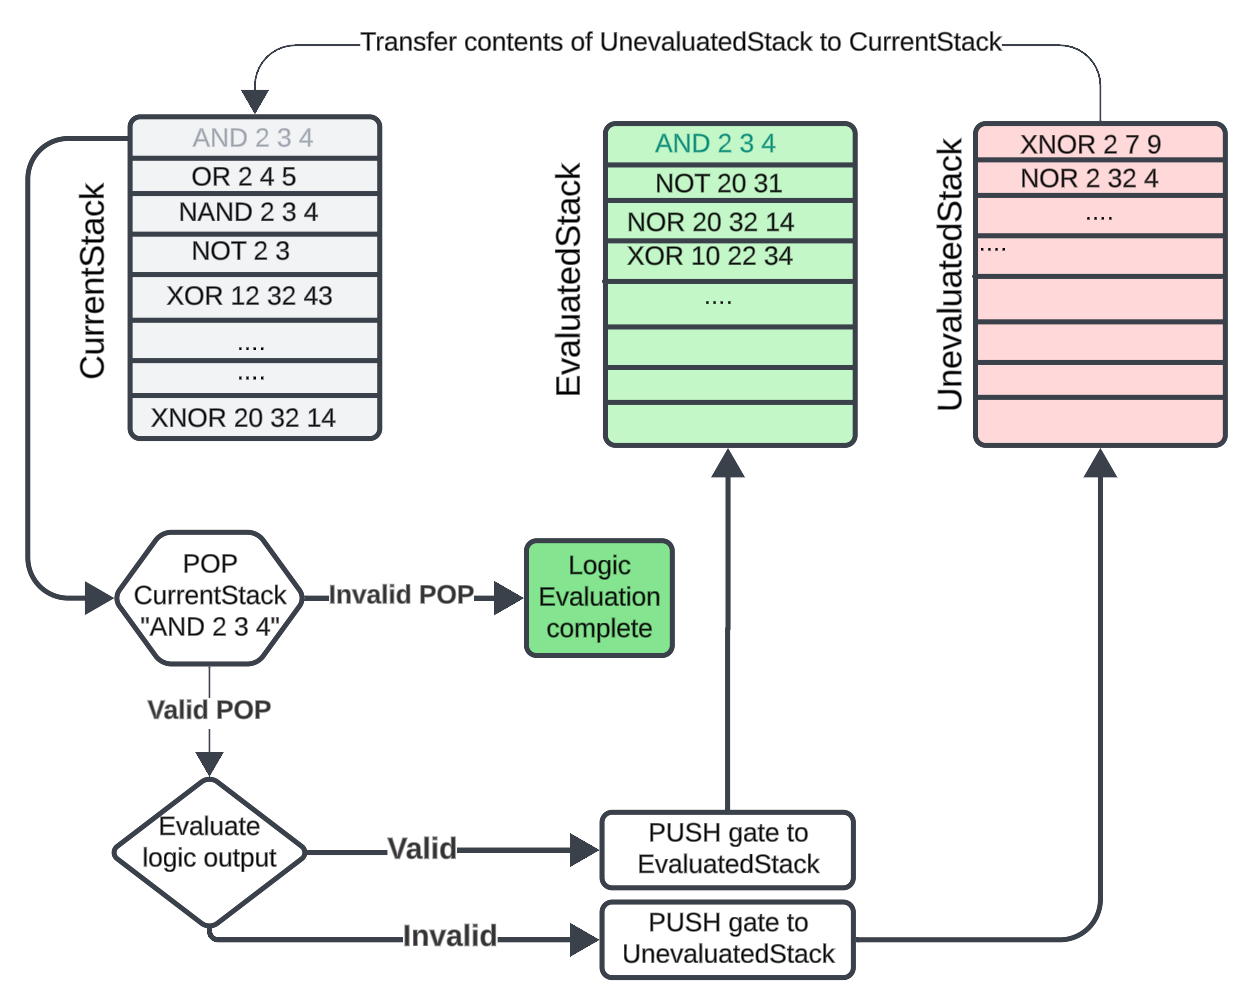 Transfer contents of UnevaluatedStack to CurrentStack
CurrentStack
AND 2 3 4
OR 2 4 5
NAND 2 3 4
NOT 2 3
XOR 12 32 43
....
....
XNOR 20 32 14
EvaluatedStack
AND 2 3 4
NOT 20 31
NOR 20 32 14
XOR 10 22 34
....
UnevaluatedStack
XNOR 2 7 9
NOR 2 32 4
....
....
POP
CurrentStack
"AND 2 3 4"
Invalid POP
Logic
Evaluation
complete
Valid POP
Evaluate
logic output
Valid
PUSH gate to
EvaluatedStack
Invalid
PUSH gate to
UnevaluatedStack